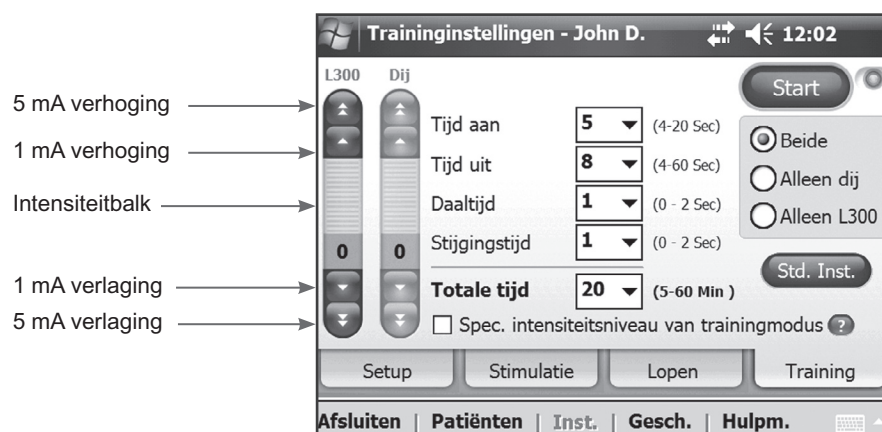 Traininginstellingen - John D. 12:02
L300 Dij
5 mA verhoging
1 mA verhoging
Intensiteitbalk
1 mA verlaging
5 mA verlaging
0 0
Tijd aan 5 (4-20 Sec)
Tijd uit 8 (4-60 Sec)
Daaltijd 1 (0 - 2 Sec)
Stijgingstijd 1 (0 - 2 Sec)
Totale tijd 20 (5-60 Min )
Spec. intensiteitsniveau van trainingmodus ?
Start
Beide
Alleen dij
Alleen L300
Std. Inst.
Setup Stimulatie Lopen Training
Afsluiten | Patiënten | Inst. | Gesch. | Hulpm.